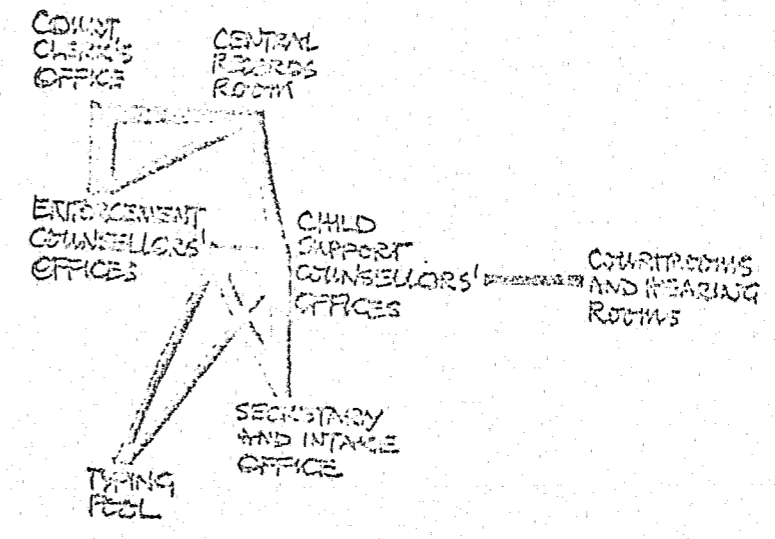 COUNT
CLERK'S
OFFICE
CENTRAL
RECORDS
ROOM
ENFORCEMENT
COUNSELLORS'
OFFICES
CHILD
SUPPORT
COUNSELLORS'
OFFICES
COURTROOMS
AND HEARING
ROOMS
SECRETARY
AND INTAKE
OFFICE
TYPING
POOL